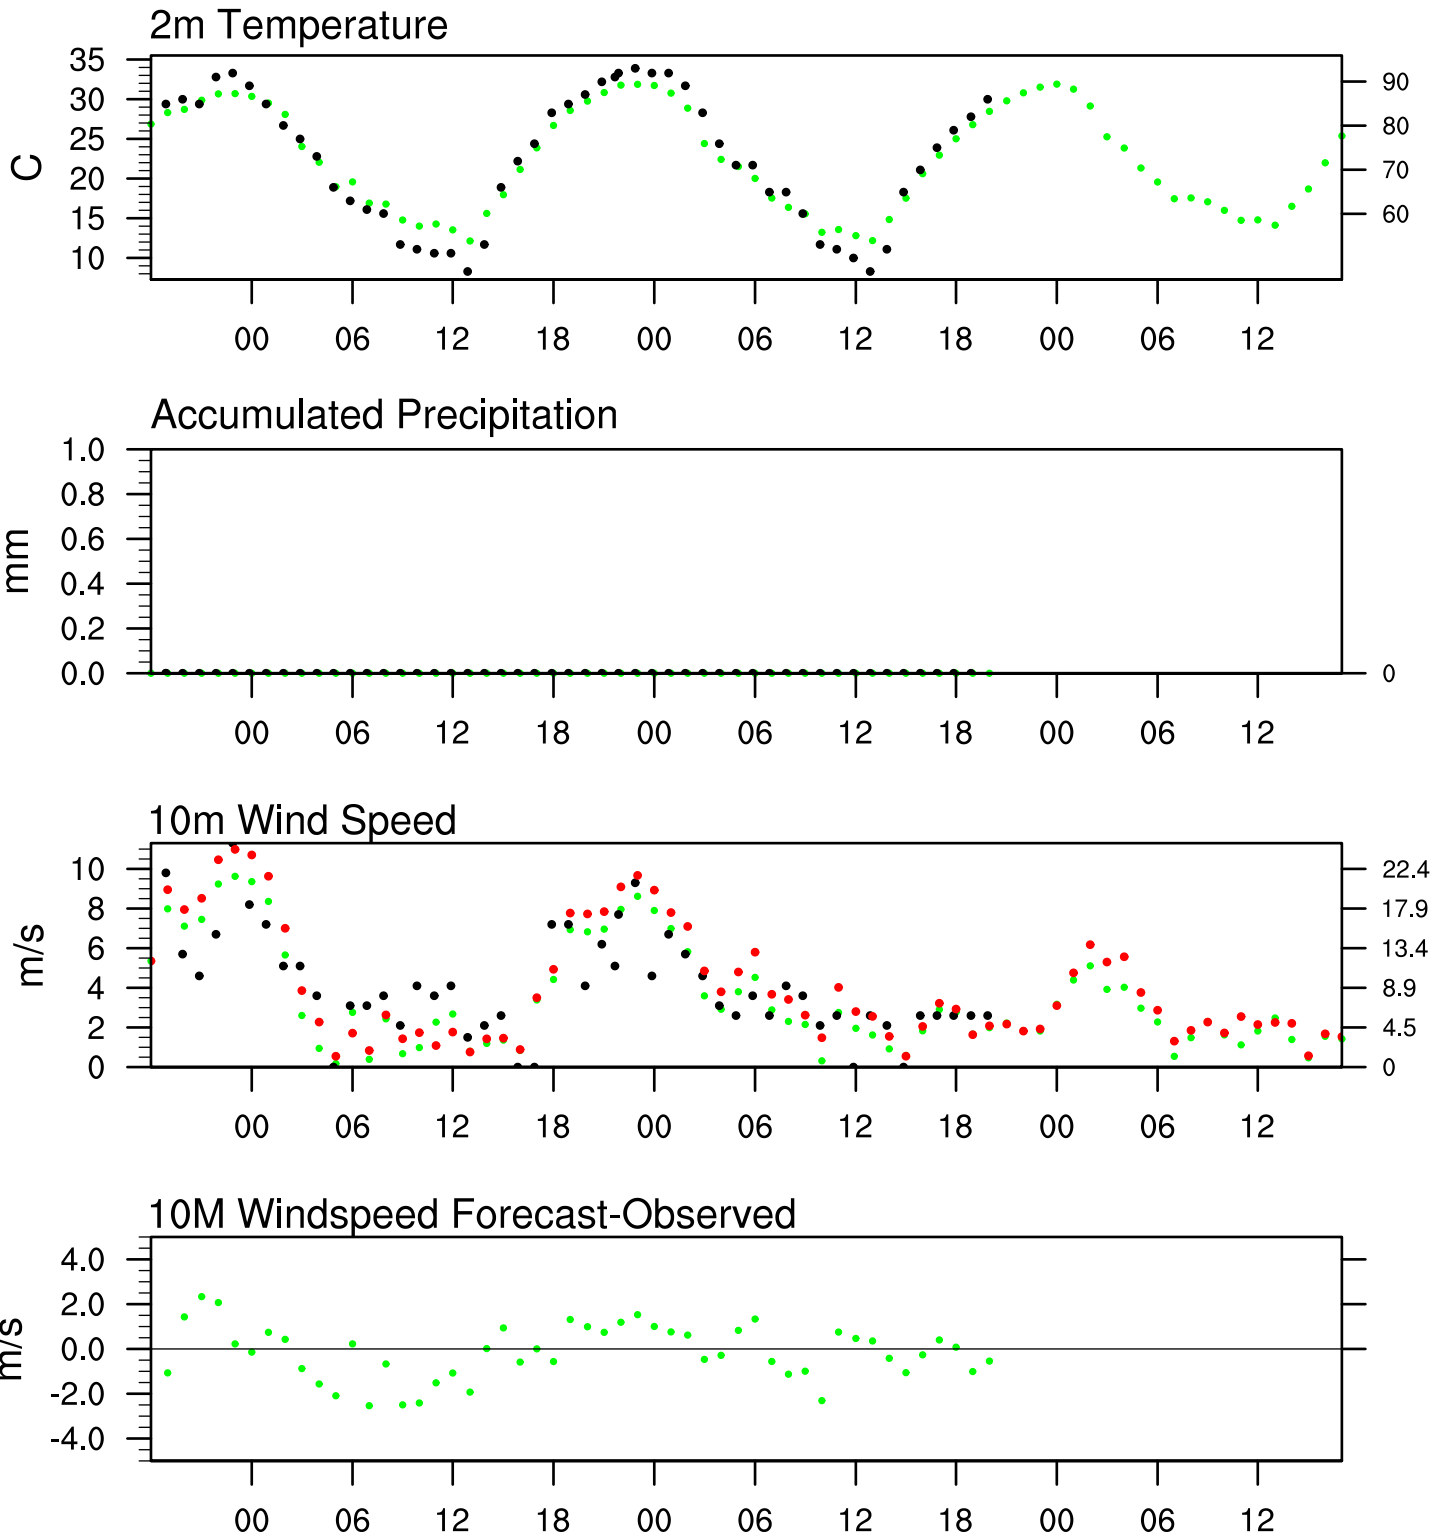 2m Temperature
35
30
25
20
15
10
C
90
80
70
60
00 06 12 18 00 06 12 18 00 06 12
Accumulated Precipitation
1.0
0.8
0.6
0.4
0.2
0.0
mm
0
00 06 12 18 00 06 12 18 00 06 12
10m Wind Speed
10
8
6
4
2
0
m/s
22.4
17.9
13.4
8.9
4.5
0
00 06 12 18 00 06 12 18 00 06 12
10M Windspeed Forecast-Observed
4.0
2.0
0.0
-2.0
-4.0
m/s
00 06 12 18 00 06 12 18 00 06 12